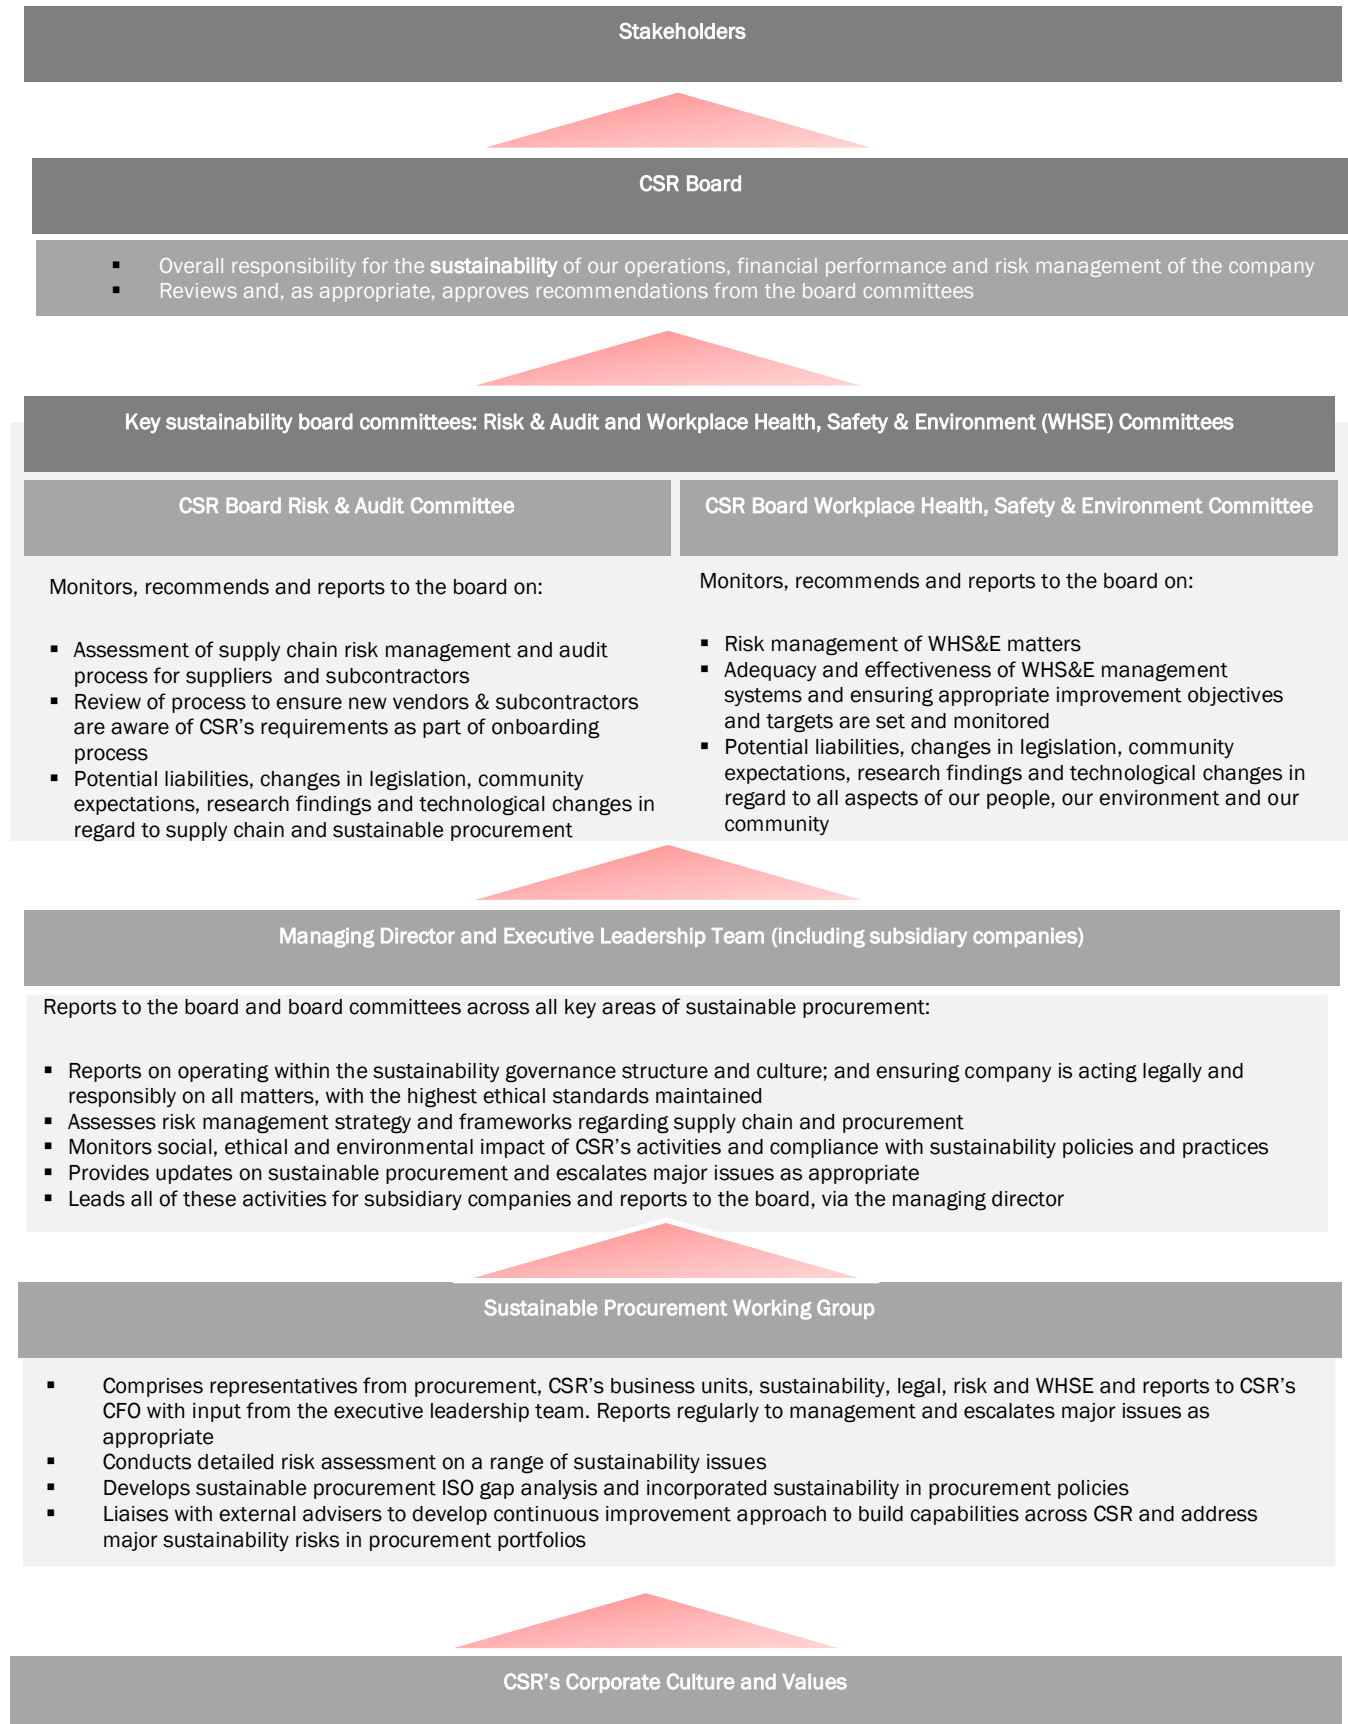 Stakeholders
CSR Board
▪ Overall responsibility for the sustainability of our operations, financial performance and risk management of the company
▪ Reviews and, as appropriate, approves recommendations from the board committees
Key sustainability board committees: Risk & Audit and Workplace Health, Safety & Environment (WHSE) Committees
CSR Board Risk & Audit Committee
Monitors, recommends and reports to the board on:
▪ Assessment of supply chain risk management and audit
process for suppliers and subcontractors
▪ Review of process to ensure new vendors & subcontractors
are aware of CSR's requirements as part of onboarding
process
▪ Potential liabilities, changes in legislation, community
expectations, research findings and technological changes in
regard to supply chain and sustainable procurement
CSR Board Workplace Health, Safety & Environment Committee
Monitors, recommends and reports to the board on:
▪ Risk management of WHS&E matters
▪ Adequacy and effectiveness of WHS&E management
systems and ensuring appropriate improvement objectives
and targets are set and monitored
▪ Potential liabilities, changes in legislation, community
expectations, research findings and technological changes in
regard to all aspects of our people, our environment and our
community
Managing Director and Executive Leadership Team (including subsidiary companies)
Reports to the board and board committees across all key areas of sustainable procurement:
▪ Reports on operating within the sustainability governance structure and culture; and ensuring company is acting legally and
responsibly on all matters, with the highest ethical standards maintained
▪ Assesses risk management strategy and frameworks regarding supply chain and procurement
▪ Monitors social, ethical and environmental impact of CSR's activities and compliance with sustainability policies and practices
▪ Provides updates on sustainable procurement and escalates major issues as appropriate
▪ Leads all of these activities for subsidiary companies and reports to the board, via the managing director
Sustainable Procurement Working Group
▪ Comprises representatives from procurement, CSR's business units, sustainability, legal, risk and WHSE and reports to CSR's
CFO with input from the executive leadership team. Reports regularly to management and escalates major issues as
appropriate
▪ Conducts detailed risk assessment on a range of sustainability issues
▪ Develops sustainable procurement ISO gap analysis and incorporated sustainability in procurement policies
▪ Liaises with external advisers to develop continuous improvement approach to build capabilities across CSR and address
major sustainability risks in procurement portfolios
CSR's Corporate Culture and Values